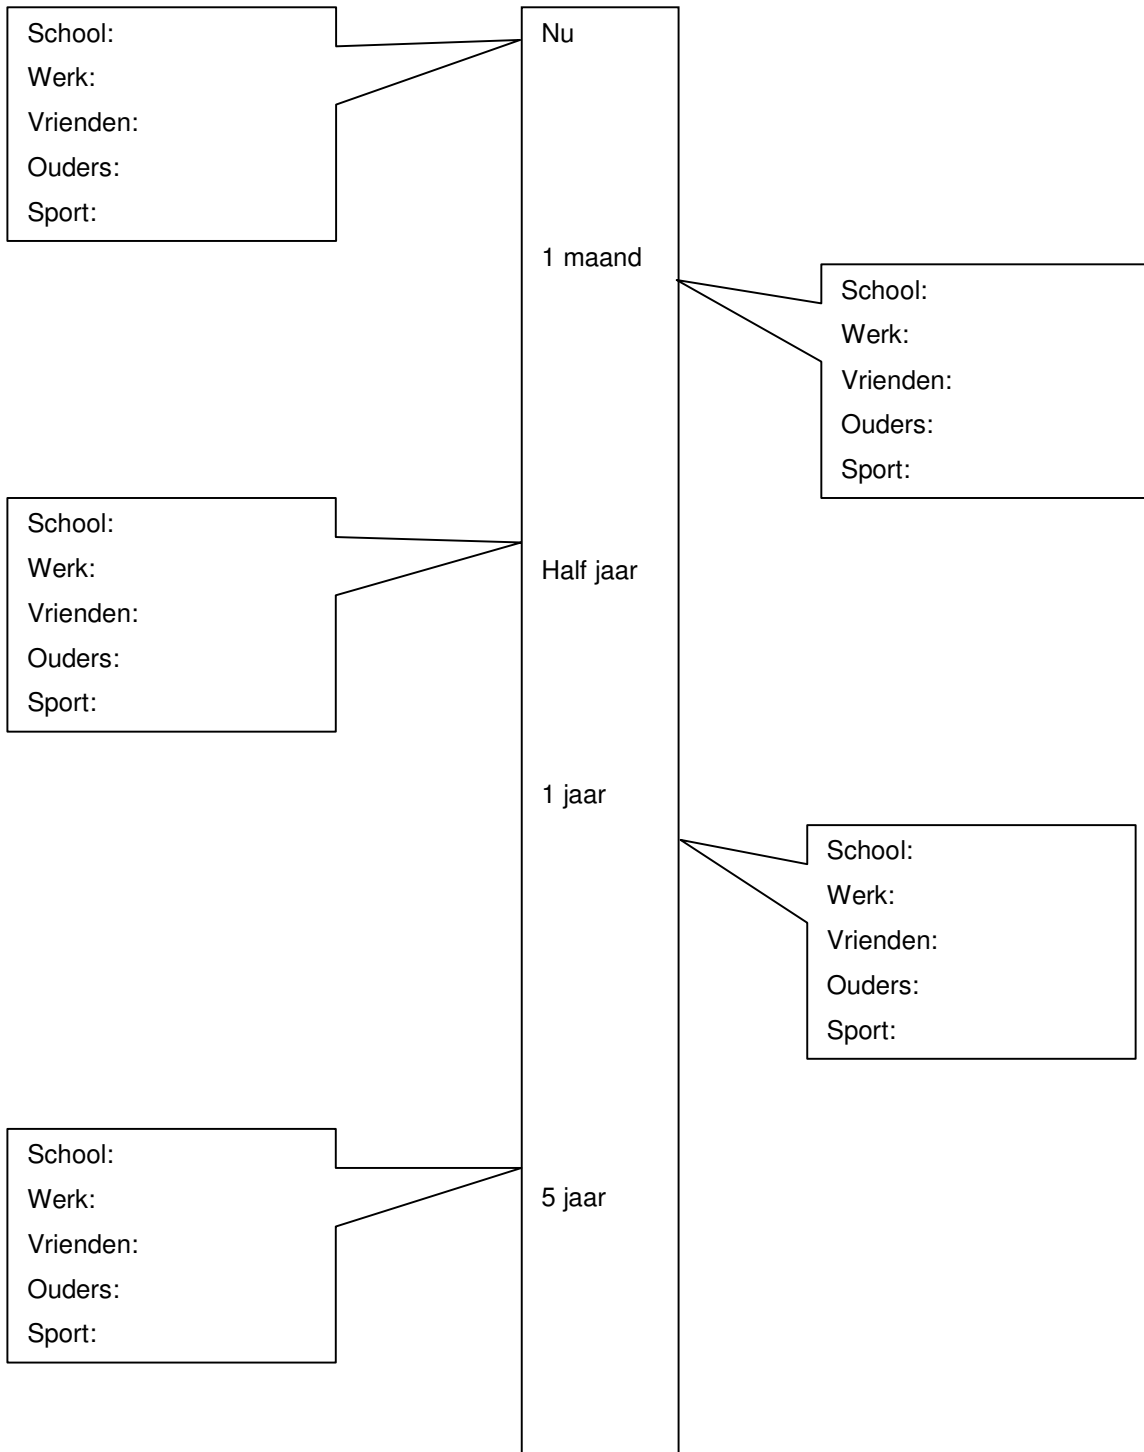 School:
Werk:
Vrienden:
Ouders:
Sport:
Nu
1 maand
School:
Werk:
Vrienden:
Ouders:
Sport:
School:
Werk:
Vrienden:
Ouders:
Sport:
Half jaar
1 jaar
School:
Werk:
Vrienden:
Ouders:
Sport:
School:
Werk:
Vrienden:
Ouders:
Sport:
5 jaar